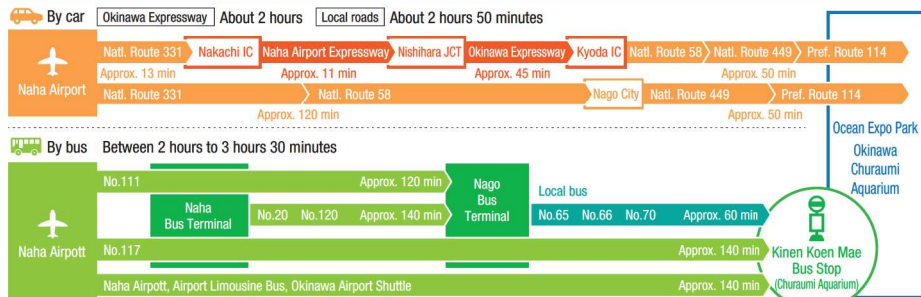 By car Okinawa Expressway About 2 hours Local roads About 2 hours 50 minutes
Naha Airport
Natl. Route 331 Nakachi IC Naha Airport Expressway Nishihara JCT Okinawa Expressway Kyoda IC Natl. Route 58 Natl. Route 449 Pref. Route 114
Approx. 13 min Approx. 11 min Approx. 45 min Approx. 50 min
Natl. Route 331 Natl. Route 58 Nago City Natl. Route 449 Pref. Route 114
Approx. 120 min Approx. 50 min
Ocean Expo Park
Okinawa
Churaumi
Aquarium
By bus Between 2 hours to 3 hours 30 minutes
Naha Airpott
No.111 Approx. 120 min
Naha
Bus Terminal
No.20 No.120 Approx. 140 min
Nago
Bus
Terminal
Local bus
No.65 No.66 No.70 Approx. 60 min
No.117 Approx. 140 min
Naha Airpott, Airport Limousine Bus, Okinawa Airport Shuttle Approx. 140 min
Kinen Koen Mae
Bus Stop
(Churaumi Aquarium)